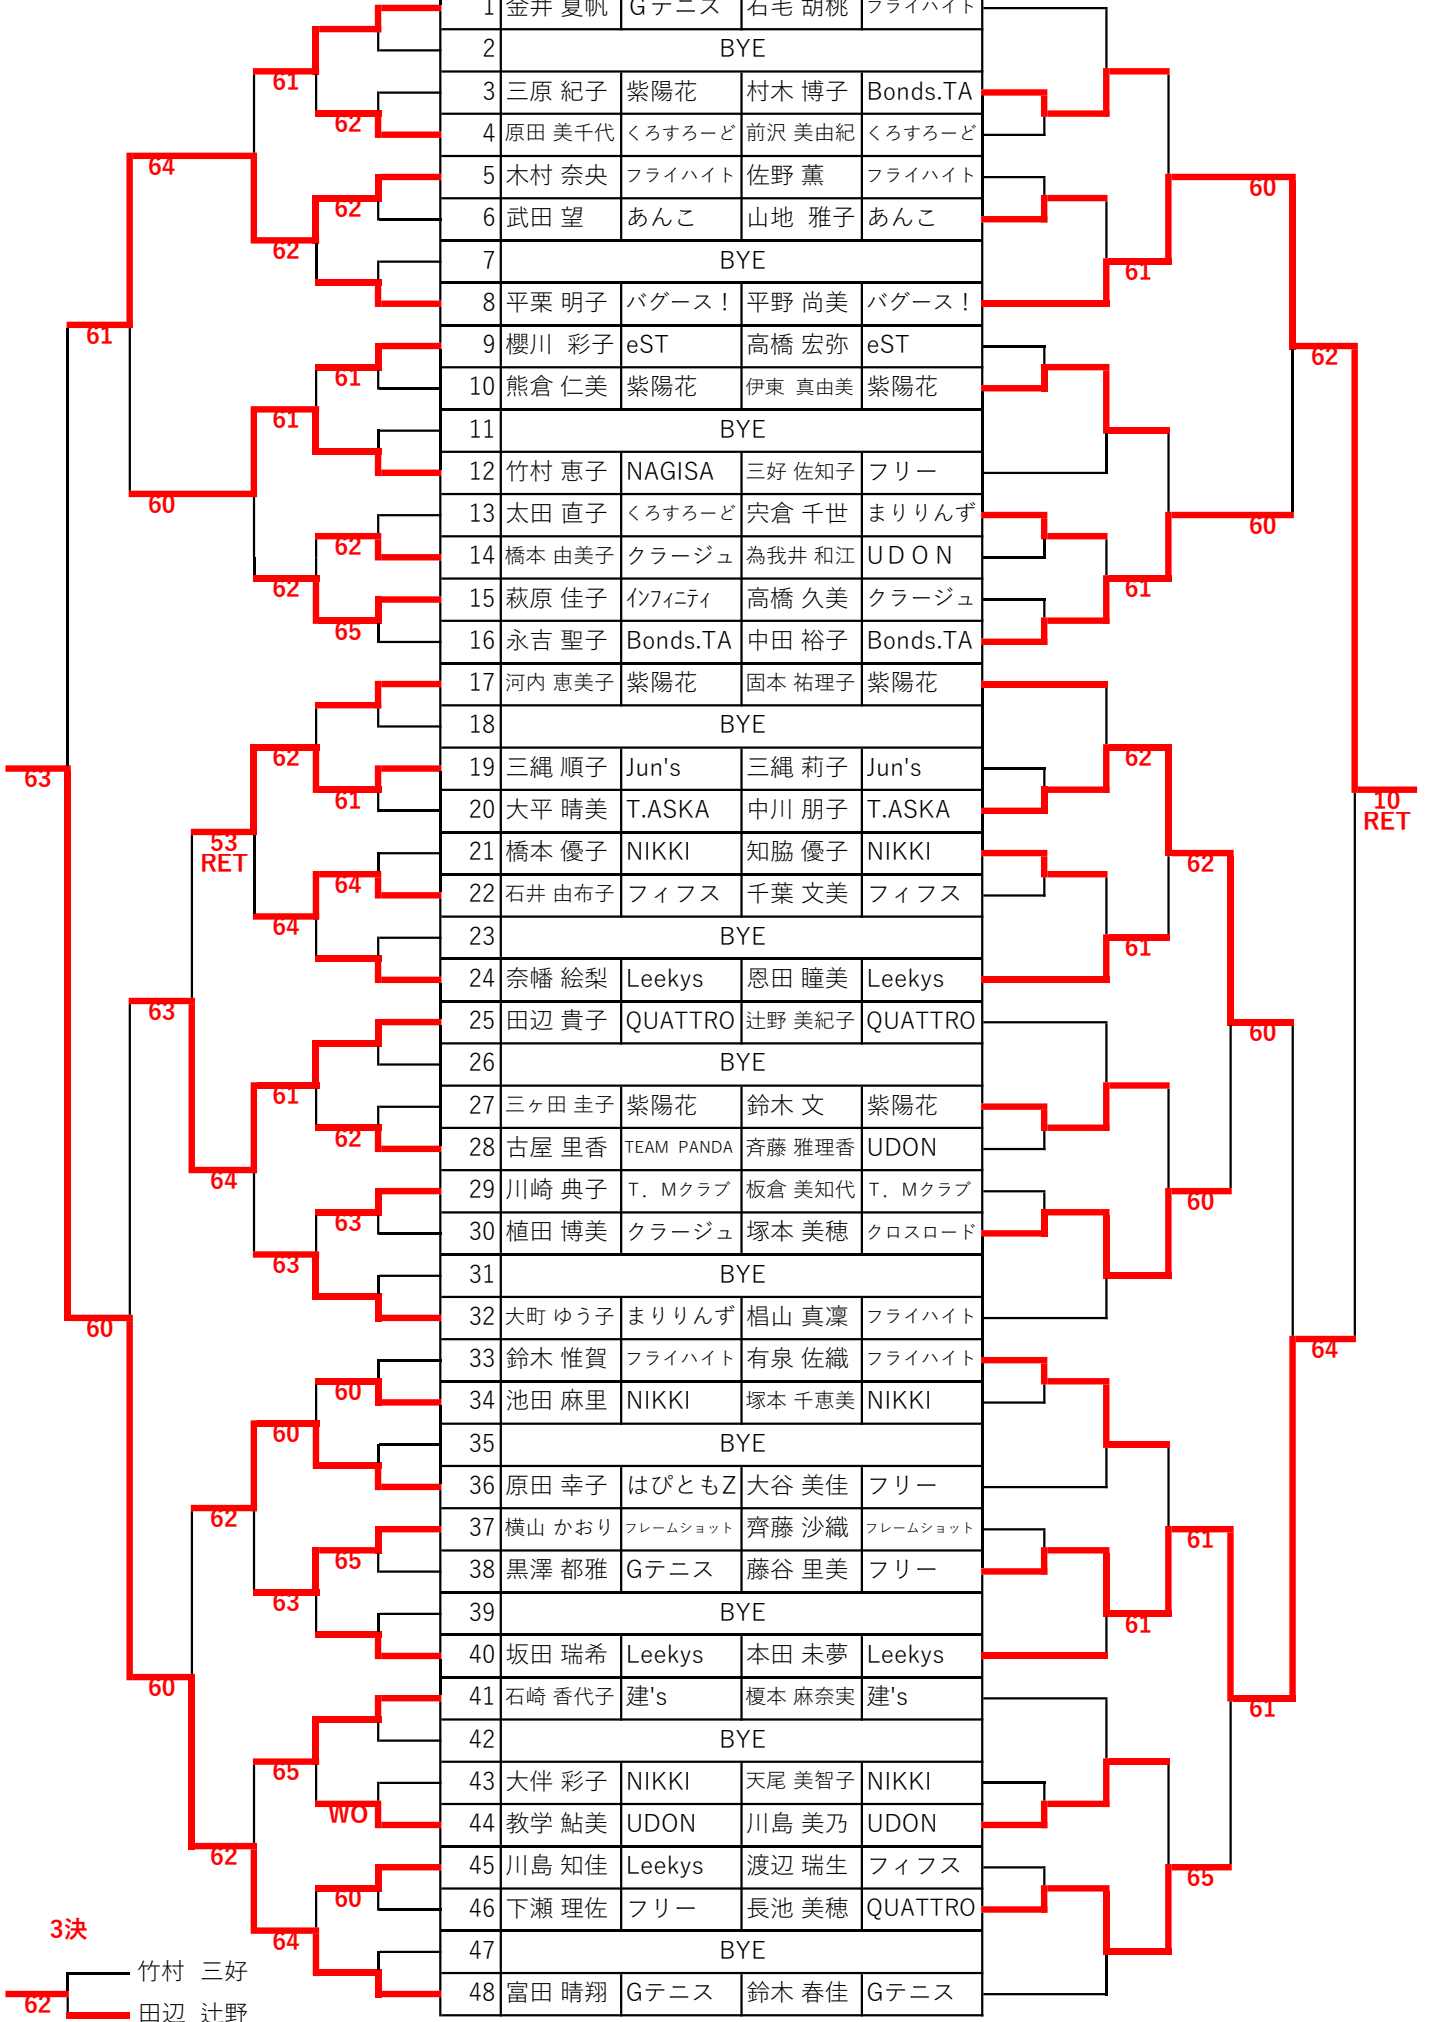 1 金井 夏帆 Gテニス 石毛 胡桃 フライハイト
2 BYE
61
3 三原 紀子 紫陽花 村木 博子 Bonds.TA
62
4 原田 美千代 くろすろーど 前沢 美由紀 くろすろーど
64
5 木村 奈央 フライハイト 佐野 薫 フライハイト
60
62
6 武田 望 あんこ 山地 雅子 あんこ
62
7 BYE
61
8 平栗 明子 バグース！ 平野 尚美 バグース！
61
9 櫻川 彩子 eST 高橋 宏弥 eST
62
61
10 熊倉 仁美 紫陽花 伊東 真由美 紫陽花
61
11 BYE
12 竹村 恵子 NAGISA 三好 佐知子 フリー
60
13 太田 直子 くろすろーど 宍倉 千世 まりりんず
60
62
14 橋本 由美子 クラージュ 為我井 和江 UDON
62
61
15 萩原 佳子 インフィニティ 高橋 久美 クラージュ
65
16 永吉 聖子 Bonds.TA 中田 裕子 Bonds.TA
17 河内 恵美子 紫陽花 固本 祐理子 紫陽花
18 BYE
62
62
19 三縄 順子 Jun's 三縄 莉子 Jun's
63
61
10
RET
20 大平 晴美 T.ASKA 中川 朋子 T.ASKA
53
RET
21 橋本 優子 NIKKI 知脇 優子 NIKKI
62
64
22 石井 由布子 フィフス 千葉 文美 フィフス
64
23 BYE
61
24 奈幡 絵梨 Leekys 恩田 瞳美 Leekys
63
25 田辺 貴子 QUATTRO 辻野 美紀子 QUATTRO
60
26 BYE
61
27 三ヶ田 圭子 紫陽花 鈴木 文 紫陽花
62
28 古屋 里香 TEAM PANDA 斉藤 雅理香 UDON
64
29 川崎 典子 T．Mクラブ 板倉 美知代 T．Mクラブ
60
63
30 植田 博美 クラージュ 塚本 美穂 クロスロード
63
31 BYE
32 大町 ゆう子 まりりんず 椙山 真凜 フライハイト
60
64
33 鈴木 惟賀 フライハイト 有泉 佐織 フライハイト
60
34 池田 麻里 NIKKI 塚本 千恵美 NIKKI
60
35 BYE
36 原田 幸子 はぴともZ 大谷 美佳 フリー
62
37 横山 かおり フレームショット 齊藤 沙織 フレームショット
61
65
38 黒澤 都雅 Gテニス 藤谷 里美 フリー
63
39 BYE
61
40 坂田 瑞希 Leekys 本田 未夢 Leekys
60
41 石崎 香代子 建's 榎本 麻奈実 建's
61
42 BYE
65
43 大伴 彩子 NIKKI 天尾 美智子 NIKKI
WO
44 教学 鮎美 UDON 川島 美乃 UDON
62
45 川島 知佳 Leekys 渡辺 瑞生 フィフス
65
60
46 下瀬 理佐 フリー 長池 美穂 QUATTRO
3決
64
47 BYE
竹村 三好
48 富田 晴翔 Gテニス 鈴木 春佳 Gテニス
62
田辺 辻野